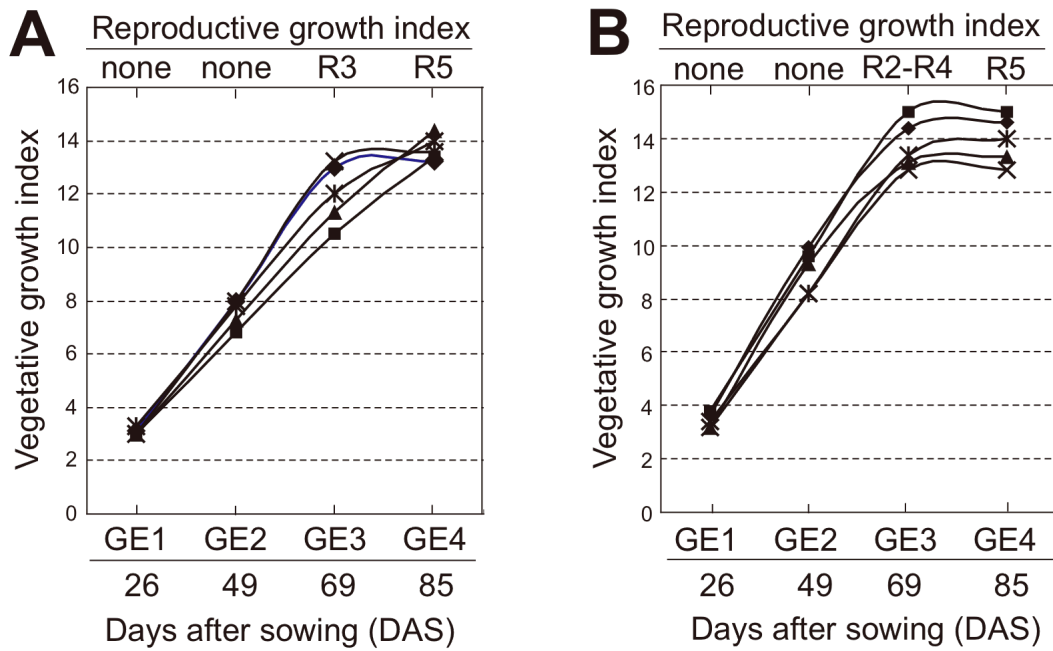 A
Reproductive growth index
none none R3 R5
16
14
12
10
8
6
4
2
0
Vegetative growth index
GE1 GE2 GE3 GE4
26 49 69 85
Days after sowing (DAS)
B
Reproductive growth index
none none R2-R4 R5
16
14
12
10
8
6
4
2
0
Vegetative growth index
GE1 GE2 GE3 GE4
26 49 69 85
Days after sowing (DAS)